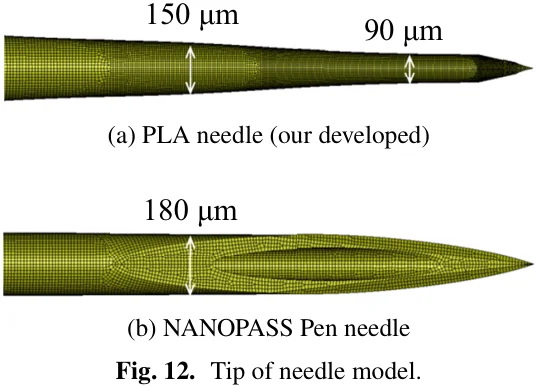 150 μm
90 μm
(a) PLA needle (our developed)
180 μm
(b) NANOPASS Pen needle
Fig. 12. Tip of needle model.